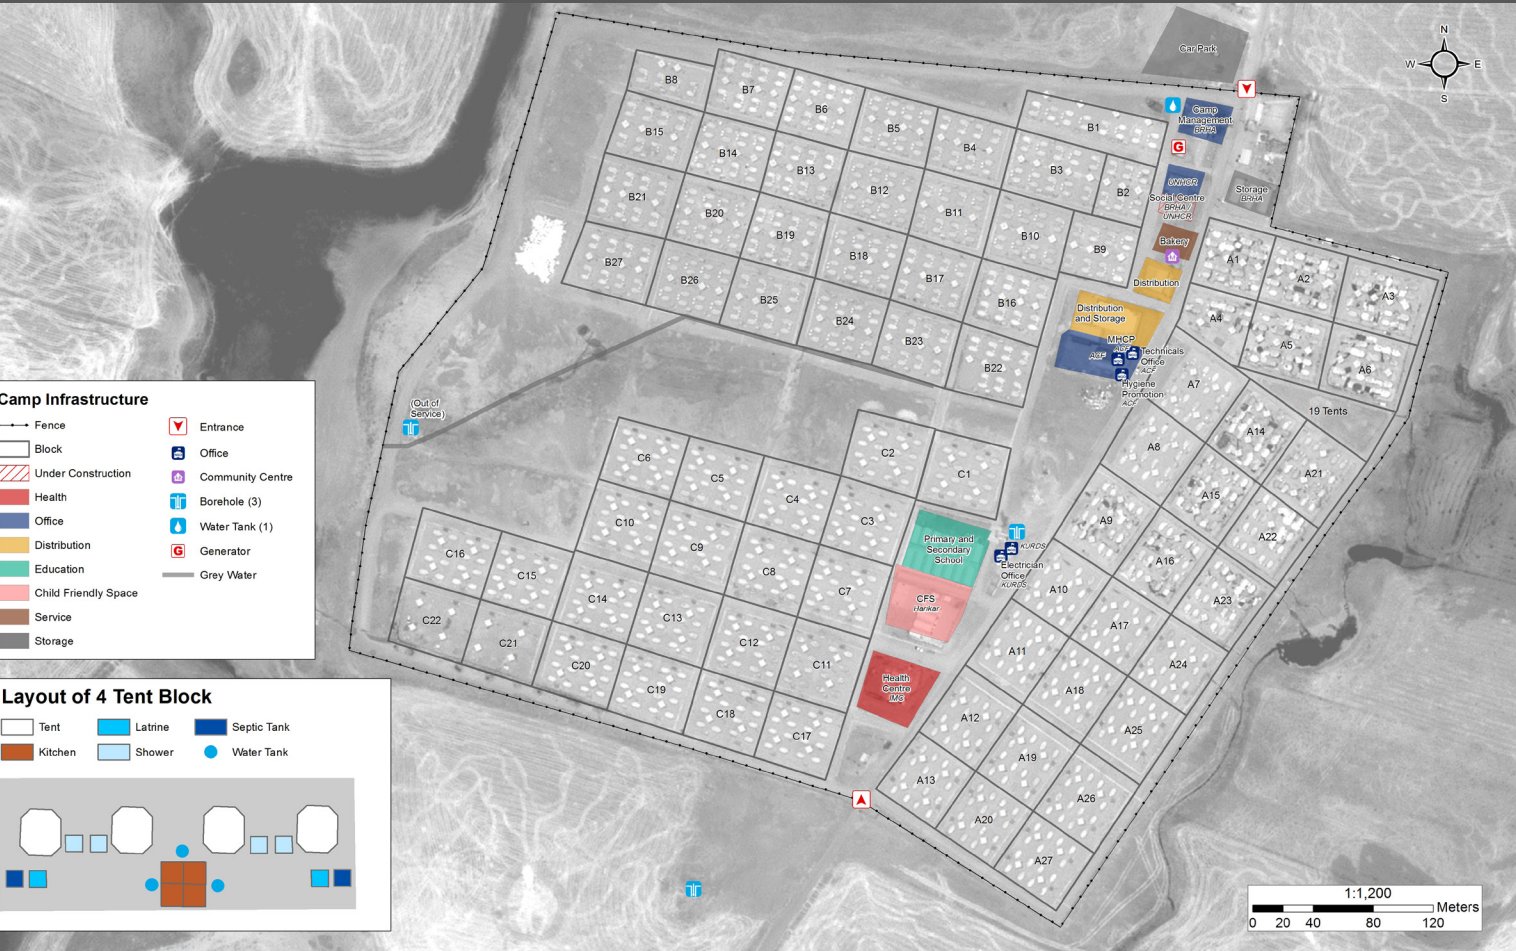 Car Park
N
W
E
S
Camp
Management
BRHA
G
UNHCR
Social Centre
BRHA /
UNHCR
Storage
BRHA
Bakery
Distribution
Distribution
and Storage
MHCP
ACF
ACF
Technicals
Office
ACF
Hygiene
Promotion
ACF
B8
B7
B6
B5
B4
B1
B15
B14
B13
B12
B11
B3
B2
B21
B20
B19
B18
B17
B10
B9
B27
B26
B25
B24
B23
B16
B22
A1
A2
A3
A4
A5
A6
A7
19 Tents
A8
A14
A21
A9
A15
A22
A10
A16
A23
A11
A17
A24
A12
A18
A25
A13
A19
A26
A20
A27
(Out of
Service)
C2
C1
C6
C5
C4
C3
C10
C9
C8
C7
C16
C15
C14
C13
C12
C11
C22
C21
C20
C19
C18
C17
Primary and
Secondary
School
CFS
Harikar
Health
Centre
IMC
KURDS
Electrician
Office
KURDS
Camp Infrastructure
Fence
Block
Under Construction
Health
Office
Distribution
Education
Child Friendly Space
Service
Storage
Entrance
Office
Community Centre
Borehole (3)
Water Tank (1)
G
Generator
Grey Water
Layout of 4 Tent Block
Tent
Latrine
Septic Tank
Kitchen
Shower
Water Tank
1:1,200
Meters
0 20 40 80 120